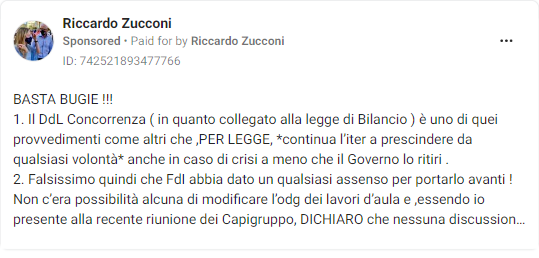 Riccardo Zucconi
Sponsored • Paid for by Riccardo Zucconi
ID: 742521893477766
BASTA BUGIE !!!
1. Il DdL Concorrenza ( in quanto collegato alla legge di Bilancio ) è uno di quei
provvedimenti come altri che ,PER LEGGE, *continua l’iter a prescindere da
qualsiasi volontà* anche in caso di crisi a meno che il Governo lo ritiri .
2. Falsissimo quindi che FdI abbia dato un qualsiasi assenso per portarlo avanti !
Non c’era possibilità alcuna di modificare l’odg dei lavori d’aula e ,essendo io
presente alla recente riunione dei Capigruppo, DICHIARO che nessuna discussion...